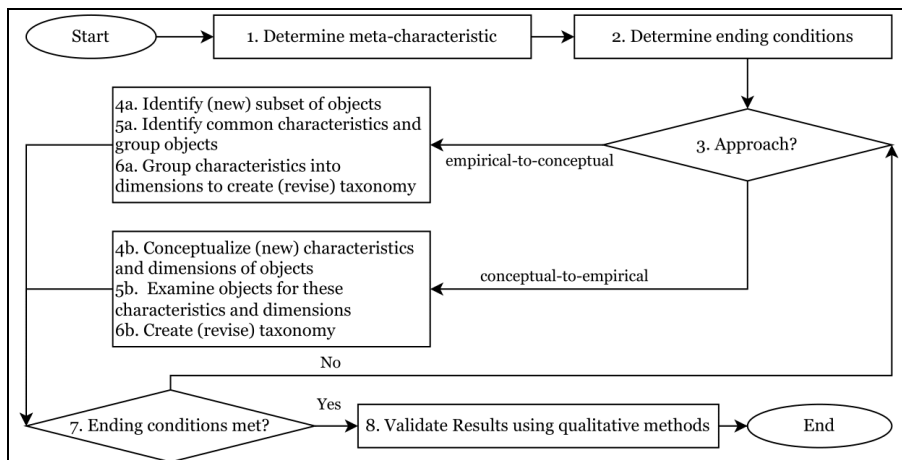 Start
1. Determine meta-characteristic
2. Determine ending conditions
3. Approach?
empirical-to-conceptual
4a. Identify (new) subset of objects
5a. Identify common characteristics and
group objects
6a. Group characteristics into
dimensions to create (revise) taxonomy
conceptual-to-empirical
4b. Conceptualize (new) characteristics
and dimensions of objects
5b. Examine objects for these
characteristics and dimensions
6b. Create (revise) taxonomy
No
7. Ending conditions met?
Yes
8. Validate Results using qualitative methods
End